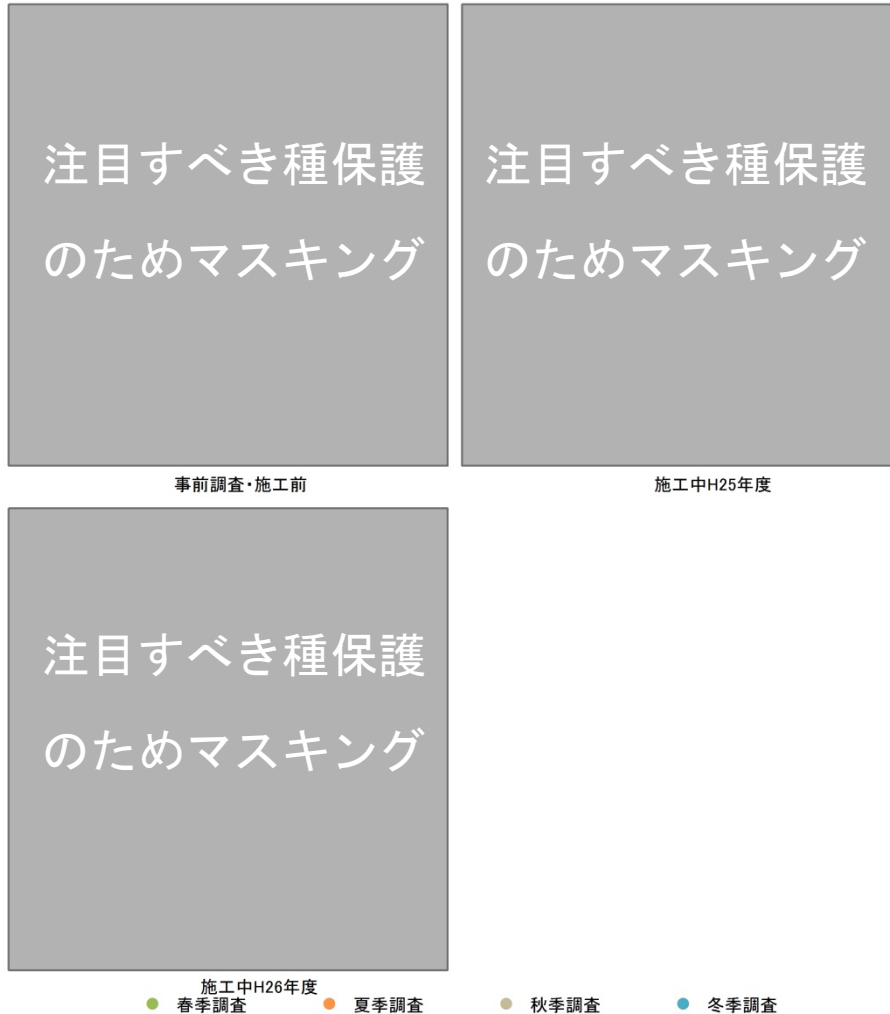 注目すべき種保護
のためマスキング
注目すべき種保護
のためマスキング
事前調査・施工前
施工中H25年度
注目すべき種保護
のためマスキング
施工中H26年度
春季調査
夏季調査
秋季調査
冬季調査